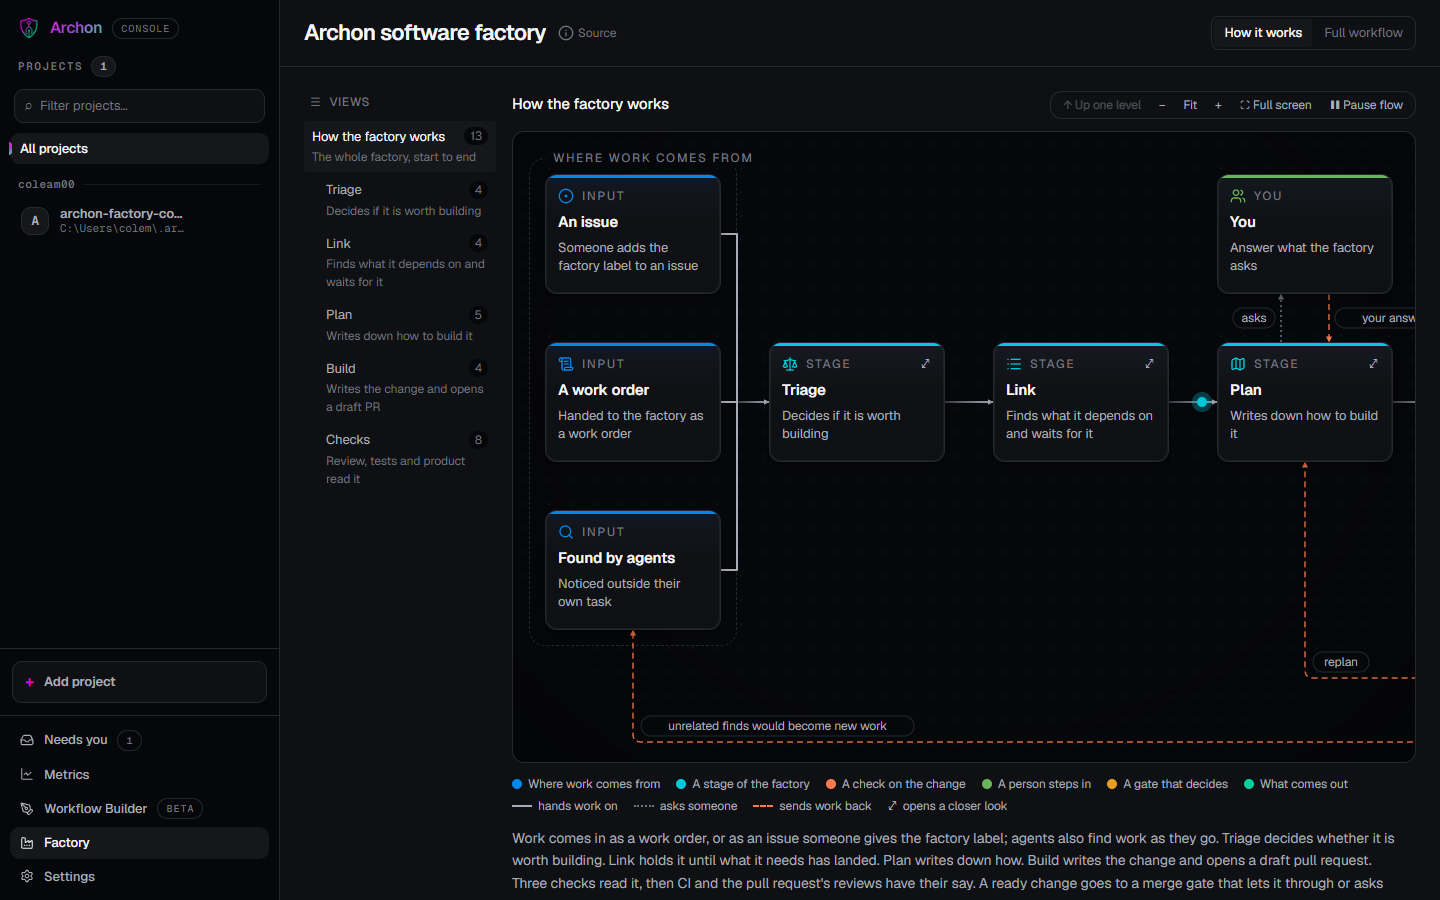 Archon CONSOLE
PROJECTS 1
Filter projects...
All projects
coleam00
A archon-factory-co...
C:\Users\colem\.ar...
Add project
Needs you 1
Metrics
Workflow Builder BETA
Factory
Settings
Archon software factory Source
How it works Full workflow
VIEWS
How the factory works 13
The whole factory, start to end
Triage 4
Decides if it is worth building
Link 4
Finds what it depends on and
waits for it
Plan 5
Writes down how to build it
Build 4
Writes the change and opens
a draft PR
Checks 8
Review, tests and product
read it
How the factory works
Up one level − Fit + Full screen Pause flow
WHERE WORK COMES FROM
INPUT
An issue
Someone adds the
factory label to an issue
YOU
You
Answer what the factory
asks
asks
your answ
INPUT
A work order
Handed to the factory as
a work order
STAGE
Triage
Decides if it is worth
building
STAGE
Link
Finds what it depends on
and waits for it
STAGE
Plan
Writes down how to build
it
INPUT
Found by agents
Noticed outside their
own task
replan
unrelated finds would become new work
Where work comes from A stage of the factory A check on the change A person steps in A gate that decides What comes out
hands work on asks someone sends work back opens a closer look
Work comes in as a work order, or as an issue someone gives the factory label; agents also find work as they go. Triage decides whether it is
worth building. Link holds it until what it needs has landed. Plan writes down how. Build writes the change and opens a draft pull request.
Three checks read it, then CI and the pull request's reviews have their say. A ready change goes to a merge gate that lets it through or asks